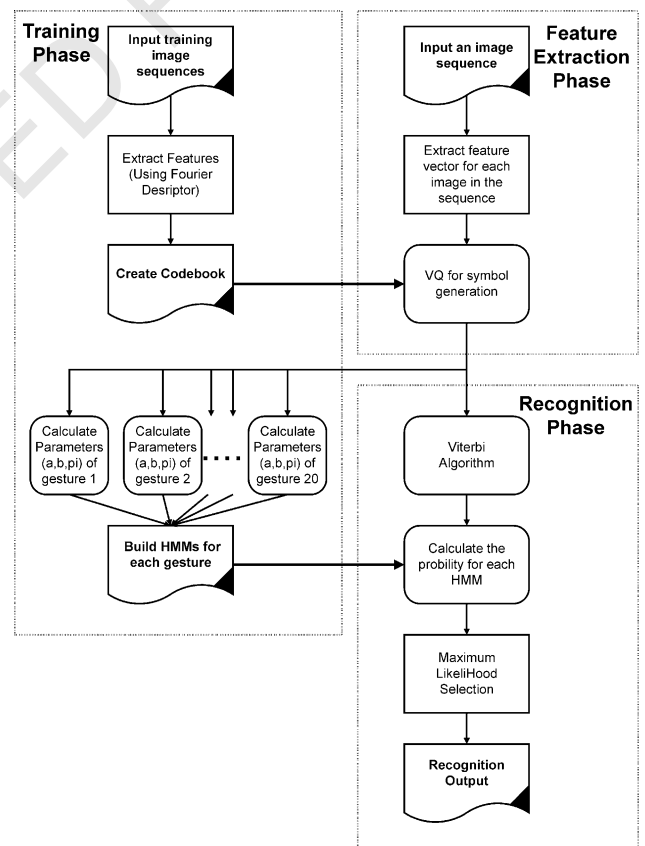 Training
Phase
Input training
image
sequences
Extract Features
(Using Fourier
Desriptor)
Create Codebook
Feature
Extraction
Phase
Input an image
sequence
Extract feature
vector for each
image in the
sequence
VQ for symbol
generation
Calculate
Parameters
(a,b,pi) of
gesture 1
Calculate
Parameters
(a,b,pi) of
gesture 2
....
Calculate
Parameters
(a,b,pi) of
gesture 20
Build HMMs for
each gesture
Recognition
Phase
Viterbi
Algorithm
Calculate the
probility for each
HMM
Maximum
LikeliHood
Selection
Recognition
Output